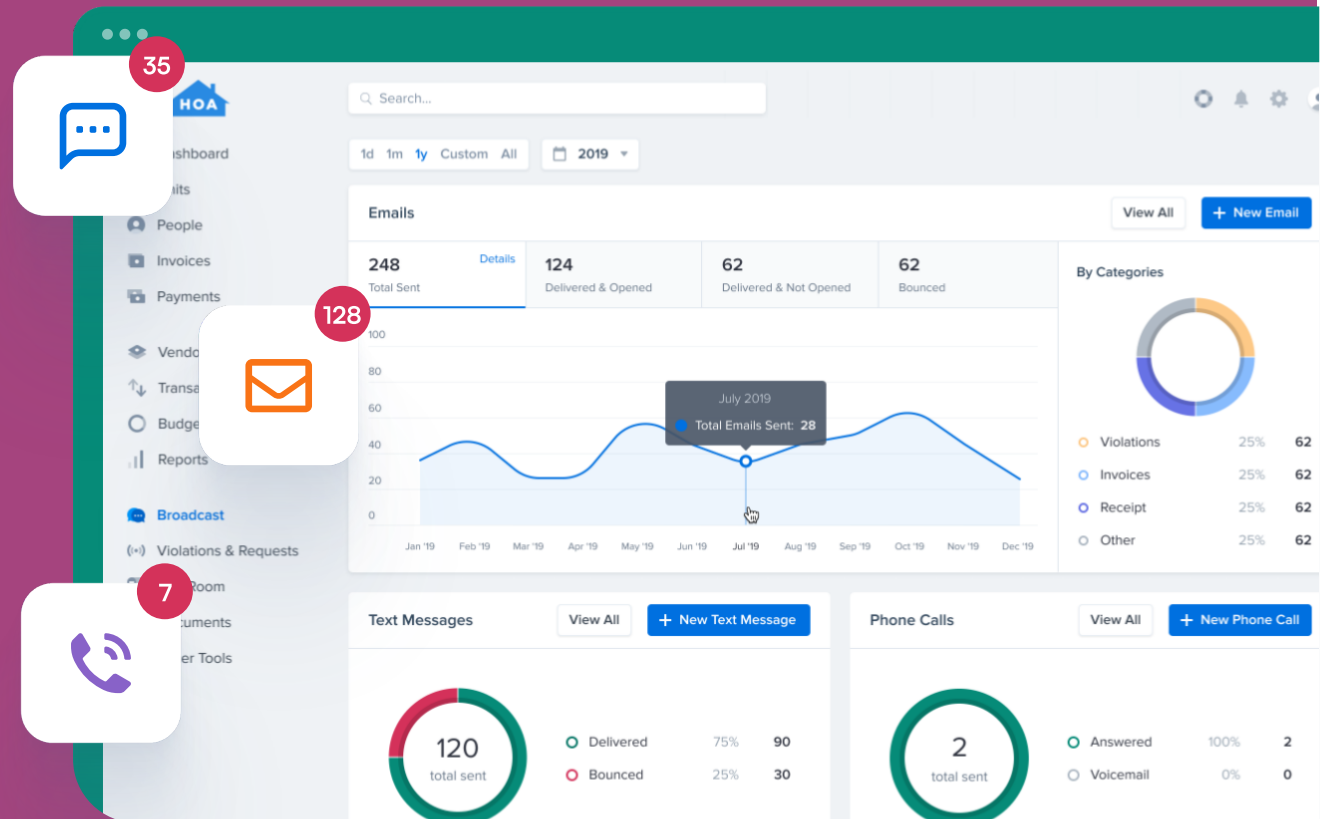 35
HOA
Search...
1d 1m 1y Custom All
2019
People
Invoices
Payments
128
Reports
Broadcast
Violations & Requests
7
Emails
View All
+ New Email
248
Details
Total Sent
124
Delivered & Opened
62
Delivered & Not Opened
62
Bounced
100
80
60
40
20
0
July 2019
Total Emails Sent: 28
Jan '19 Feb '19 Mar '19 Apr '19 May '19 Jun '19 Jul '19 Aug '19 Sep '19 Oct '19 Nov '19 Dec '19
By Categories
Violations 25% 62
Invoices 25% 62
Receipt 25% 62
Other 25% 62
Text Messages
View All
+ New Text Message
120
total sent
Delivered 75% 90
Bounced 25% 30
Phone Calls
View All
+ New Phone Call
2
total sent
Answered 100% 2
Voicemail 0% 0
Room
Tools